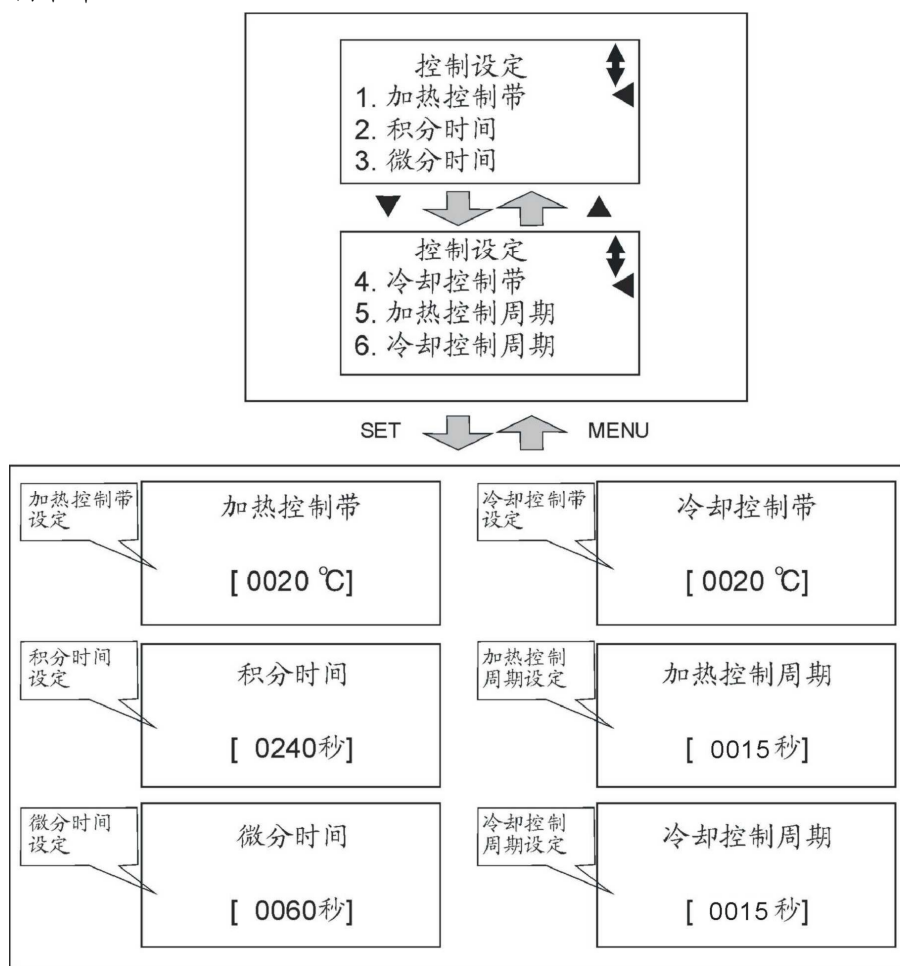 控制设定
1. 加热控制带
2. 积分时间
3. 微分时间
控制设定
4. 冷却控制带
5. 加热控制周期
6. 冷却控制周期
SET
MENU
加热控制带
设定
加热控制带
[ 0020 ℃]
冷却控制带
设定
冷却控制带
[ 0020 ℃]
积分时间
设定
积分时间
[ 0240秒]
加热控制
周期设定
加热控制周期
[ 0015秒]
微分时间
设定
微分时间
[ 0060秒]
冷却控制
周期设定
冷却控制周期
[ 0015秒]